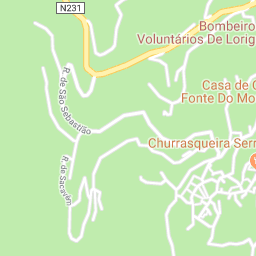 N231
Bombeiro
Voluntários De Lorig
Casa de
Fonte Do Mo
R. de São Sebastião
Churrasqueira Serr
R. de Sacavém